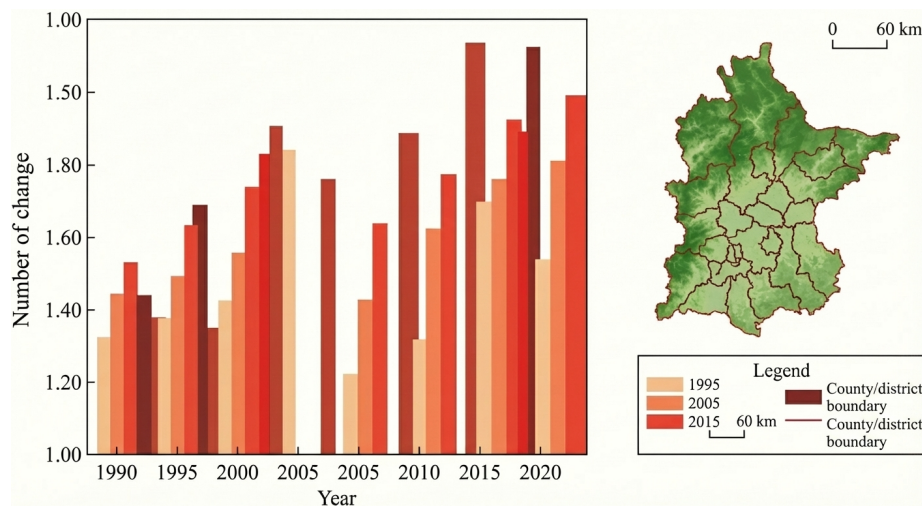 1.00
1.50
1.80
1.60
1.40
1.20
1.00
Number of change
1990 1995 2000 2005 2005 2010 2015 2020
Year
0 60 km
Legend
1995
2005
2015
60 km
County/district
boundary
County/district
boundary